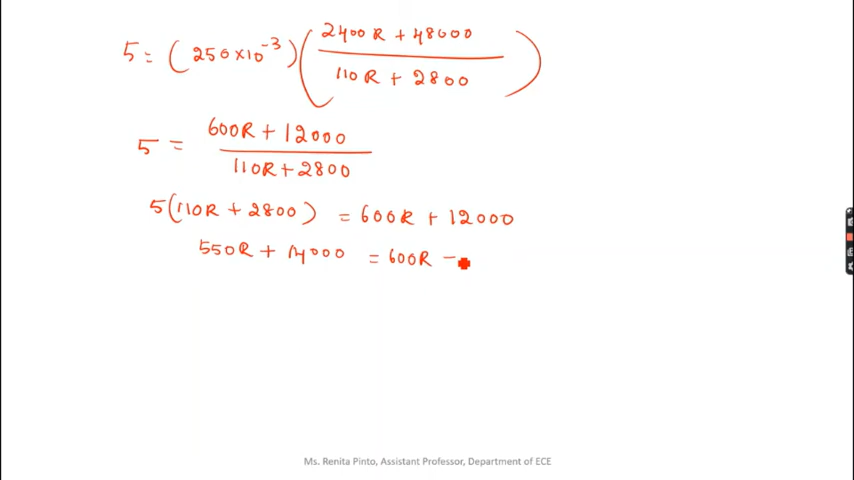 5 = (250×10⁻³) ( (2400R + 48000) / (110R + 2800) )
5 = (600R + 12000) / (110R + 2800)
5(110R + 2800) = 600R + 12000
550R + 14000 = 600R −
Ms. Renita Pinto, Assistant Professor, Department of ECE